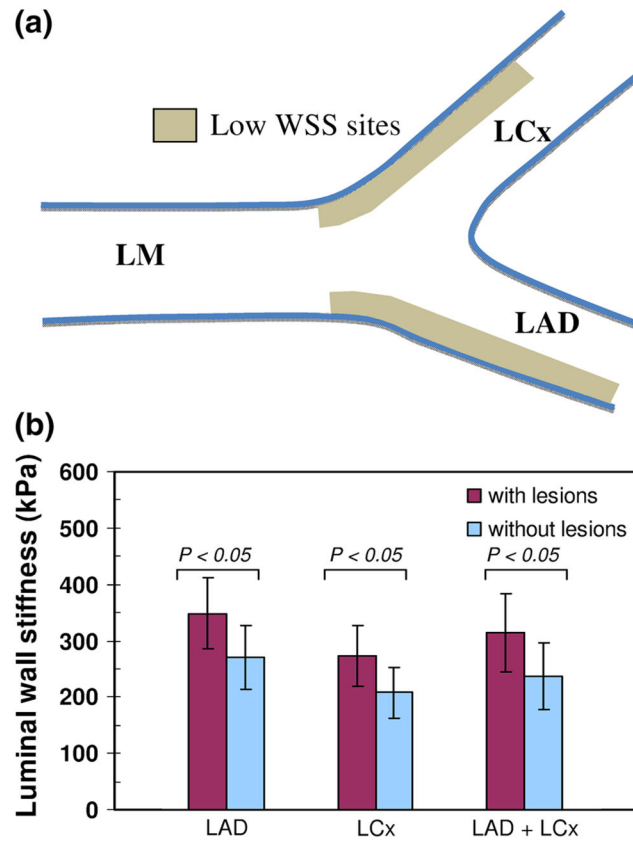 (a)
Low WSS sites
LCx
LM
LAD
(b)
Luminal wall stiffness (kPa)
600
500
400
300
200
100
0
with lesions
without lesions
P < 0.05
P < 0.05
P < 0.05
LAD
LCx
LAD + LCx